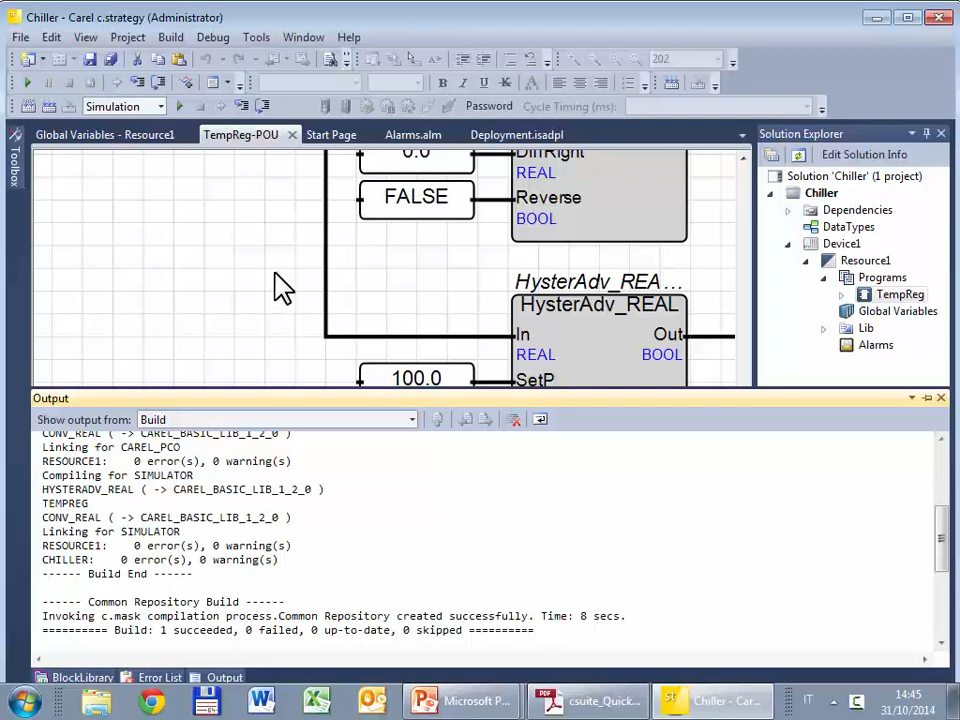 Chiller - Carel c.strategy (Administrator)
File Edit View Project Build Debug Tools Window Help
202
Simulation Password Cycle Timing (ms):
Global Variables - Resource1 TempReg-POU Start Page Alarms.alm Deployment.isadpl
Toolbox
0.0 DiffRight
REAL
FALSE Reverse
BOOL
HysterAdv_REA...
HysterAdv_REAL
In Out
REAL BOOL
100.0 SetP
Solution Explorer
Edit Solution Info
Solution 'Chiller' (1 project)
Chiller
Dependencies
DataTypes
Device1
Resource1
Programs
TempReg
Global Variables
Lib
Alarms
Output
Show output from: Build
CONV_REAL ( -> CAREL_BASIC_LIB_1_2_0 )
Linking for CAREL_PCO
RESOURCE1: 0 error(s), 0 warning(s)
Compiling for SIMULATOR
HYSTERADV_REAL ( -> CAREL_BASIC_LIB_1_2_0 )
TEMPREG
CONV_REAL ( -> CAREL_BASIC_LIB_1_2_0 )
Linking for SIMULATOR
RESOURCE1: 0 error(s), 0 warning(s)
CHILLER: 0 error(s), 0 warning(s)
------ Build End ------
------ Common Repository Build ------
Invoking c.mask compilation process.Common Repository created successfully. Time: 8 secs.
========== Build: 1 succeeded, 0 failed, 0 up-to-date, 0 skipped ==========
BlockLibrary Error List Output
Microsoft P... csuite_Quick... Chiller - Car... IT 14:45
31/10/2014